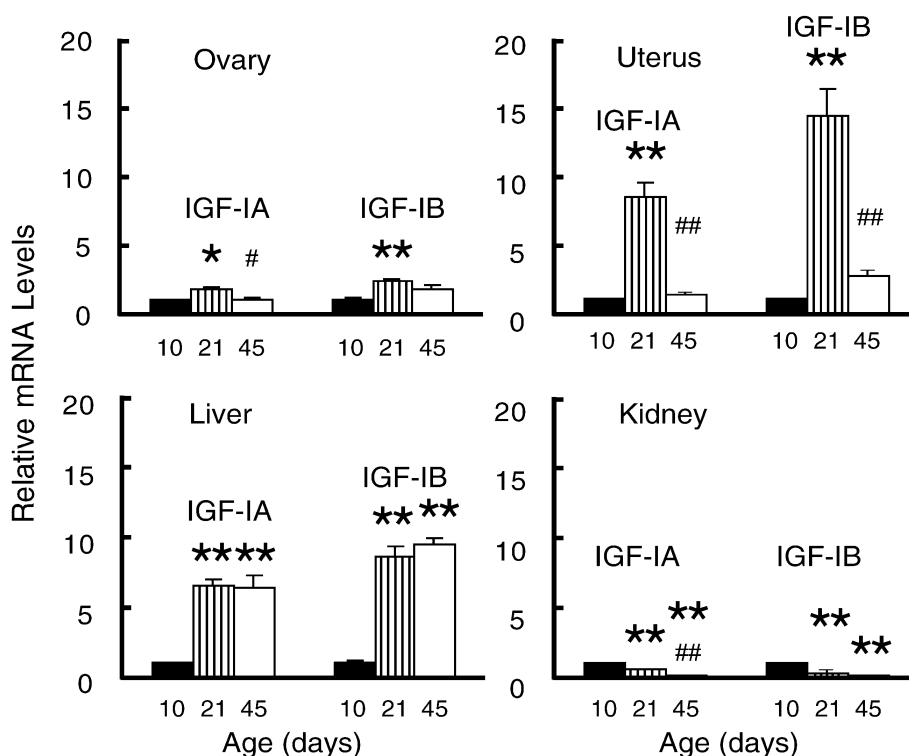 Relative mRNA Levels
Ovary
20
15
10
5
0
IGF-IA
*
#
IGF-IB
**
10 21 45
10 21 45
Uterus
20
15
10
5
0
IGF-IA
**
##
IGF-IB
**
##
10 21 45
10 21 45
Liver
20
15
10
5
0
IGF-IA
** **
IGF-IB
** **
10 21 45
10 21 45
Age (days)
Kidney
20
15
10
5
0
IGF-IA
**
**
##
IGF-IB
**
**
10 21 45
10 21 45
Age (days)